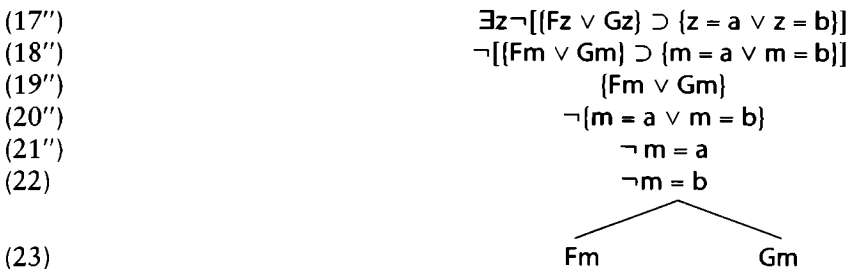 (17″) ∃z¬[{Fz ∨ Gz} ⊃ {z = a ∨ z = b}]
(18″) ¬[{Fm ∨ Gm} ⊃ {m = a ∨ m = b}]
(19″) {Fm ∨ Gm}
(20″) ¬{m = a ∨ m = b}
(21″) ¬ m = a
(22) ¬m = b
(23) Fm Gm